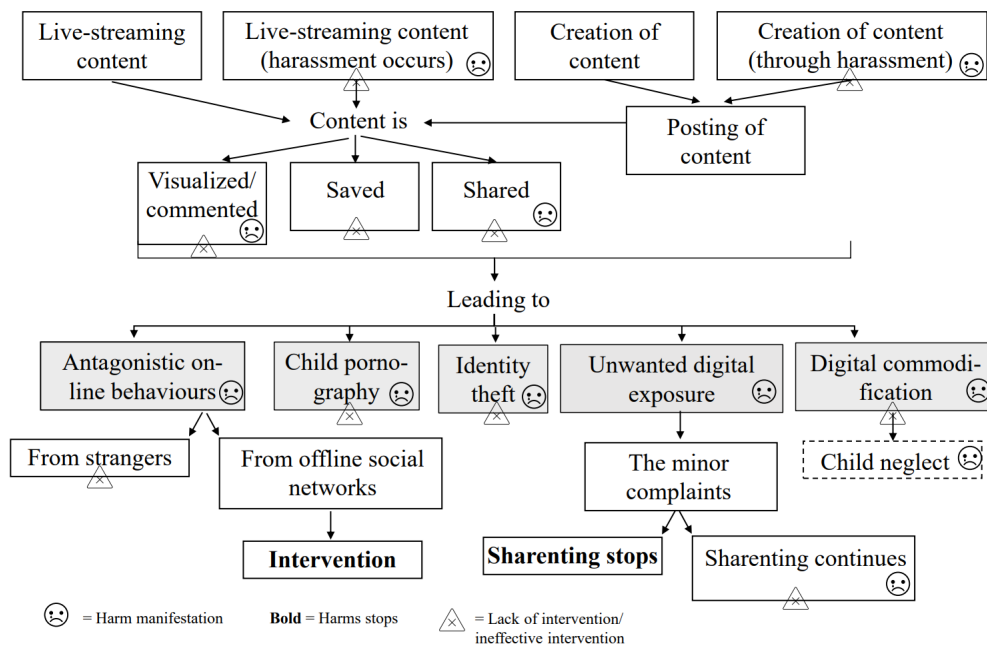 Live-streaming
content
Live-streaming content
(harassment occurs)
Creation of
content
Creation of content
(through harassment)
Content is
Posting of
content
Visualized/
commented
Saved
Shared
Leading to
Antagonistic on-
line behaviours
Child porno-
graphy
Identity
theft
Unwanted digital
exposure
Digital commodi-
fication
From strangers
From offline social
networks
The minor
complaints
Child neglect
Intervention
Sharenting stops
Sharenting continues
= Harm manifestation
Bold = Harms stops
= Lack of intervention/
ineffective intervention